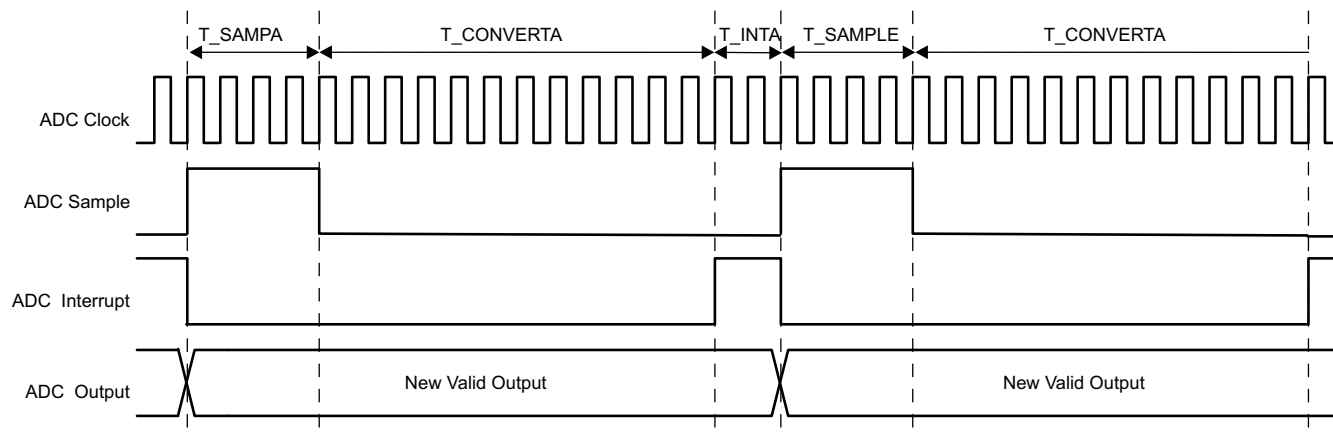 T_SAMPA T_CONVERTA T_INTA T_SAMPLE T_CONVERTA
ADC Clock
ADC Sample
ADC Interrupt
ADC Output New Valid Output New Valid Output